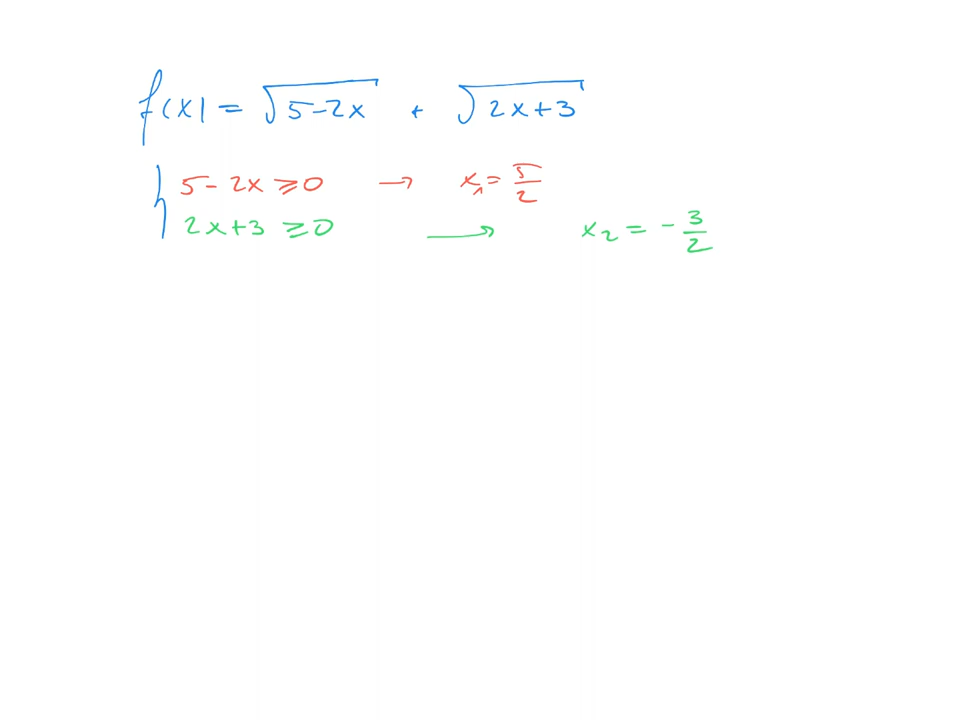 f(x) = √(5-2x) + √(2x+3)
5-2x ≥ 0 → x₁ = 5/2
2x+3 ≥ 0 → x₂ = -3/2